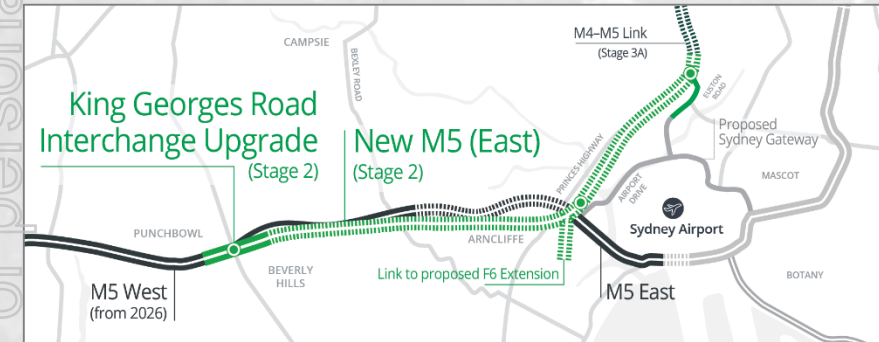 CAMPSIE
BEXLEY ROAD
M4–M5 Link
(Stage 3A)
EUSTON
ROAD
King Georges Road
Interchange Upgrade
(Stage 2)
New M5 (East)
(Stage 2)
PRINCES HIGHWAY
Proposed
Sydney Gateway
MASCOT
AIRPORT
DRIVE
Sydney Airport
PUNCHBOWL
ARNCLIFFE
BEVERLY
HILLS
Link to proposed F6 Extension
M5 West
(from 2026)
M5 East
BOTANY
or persona